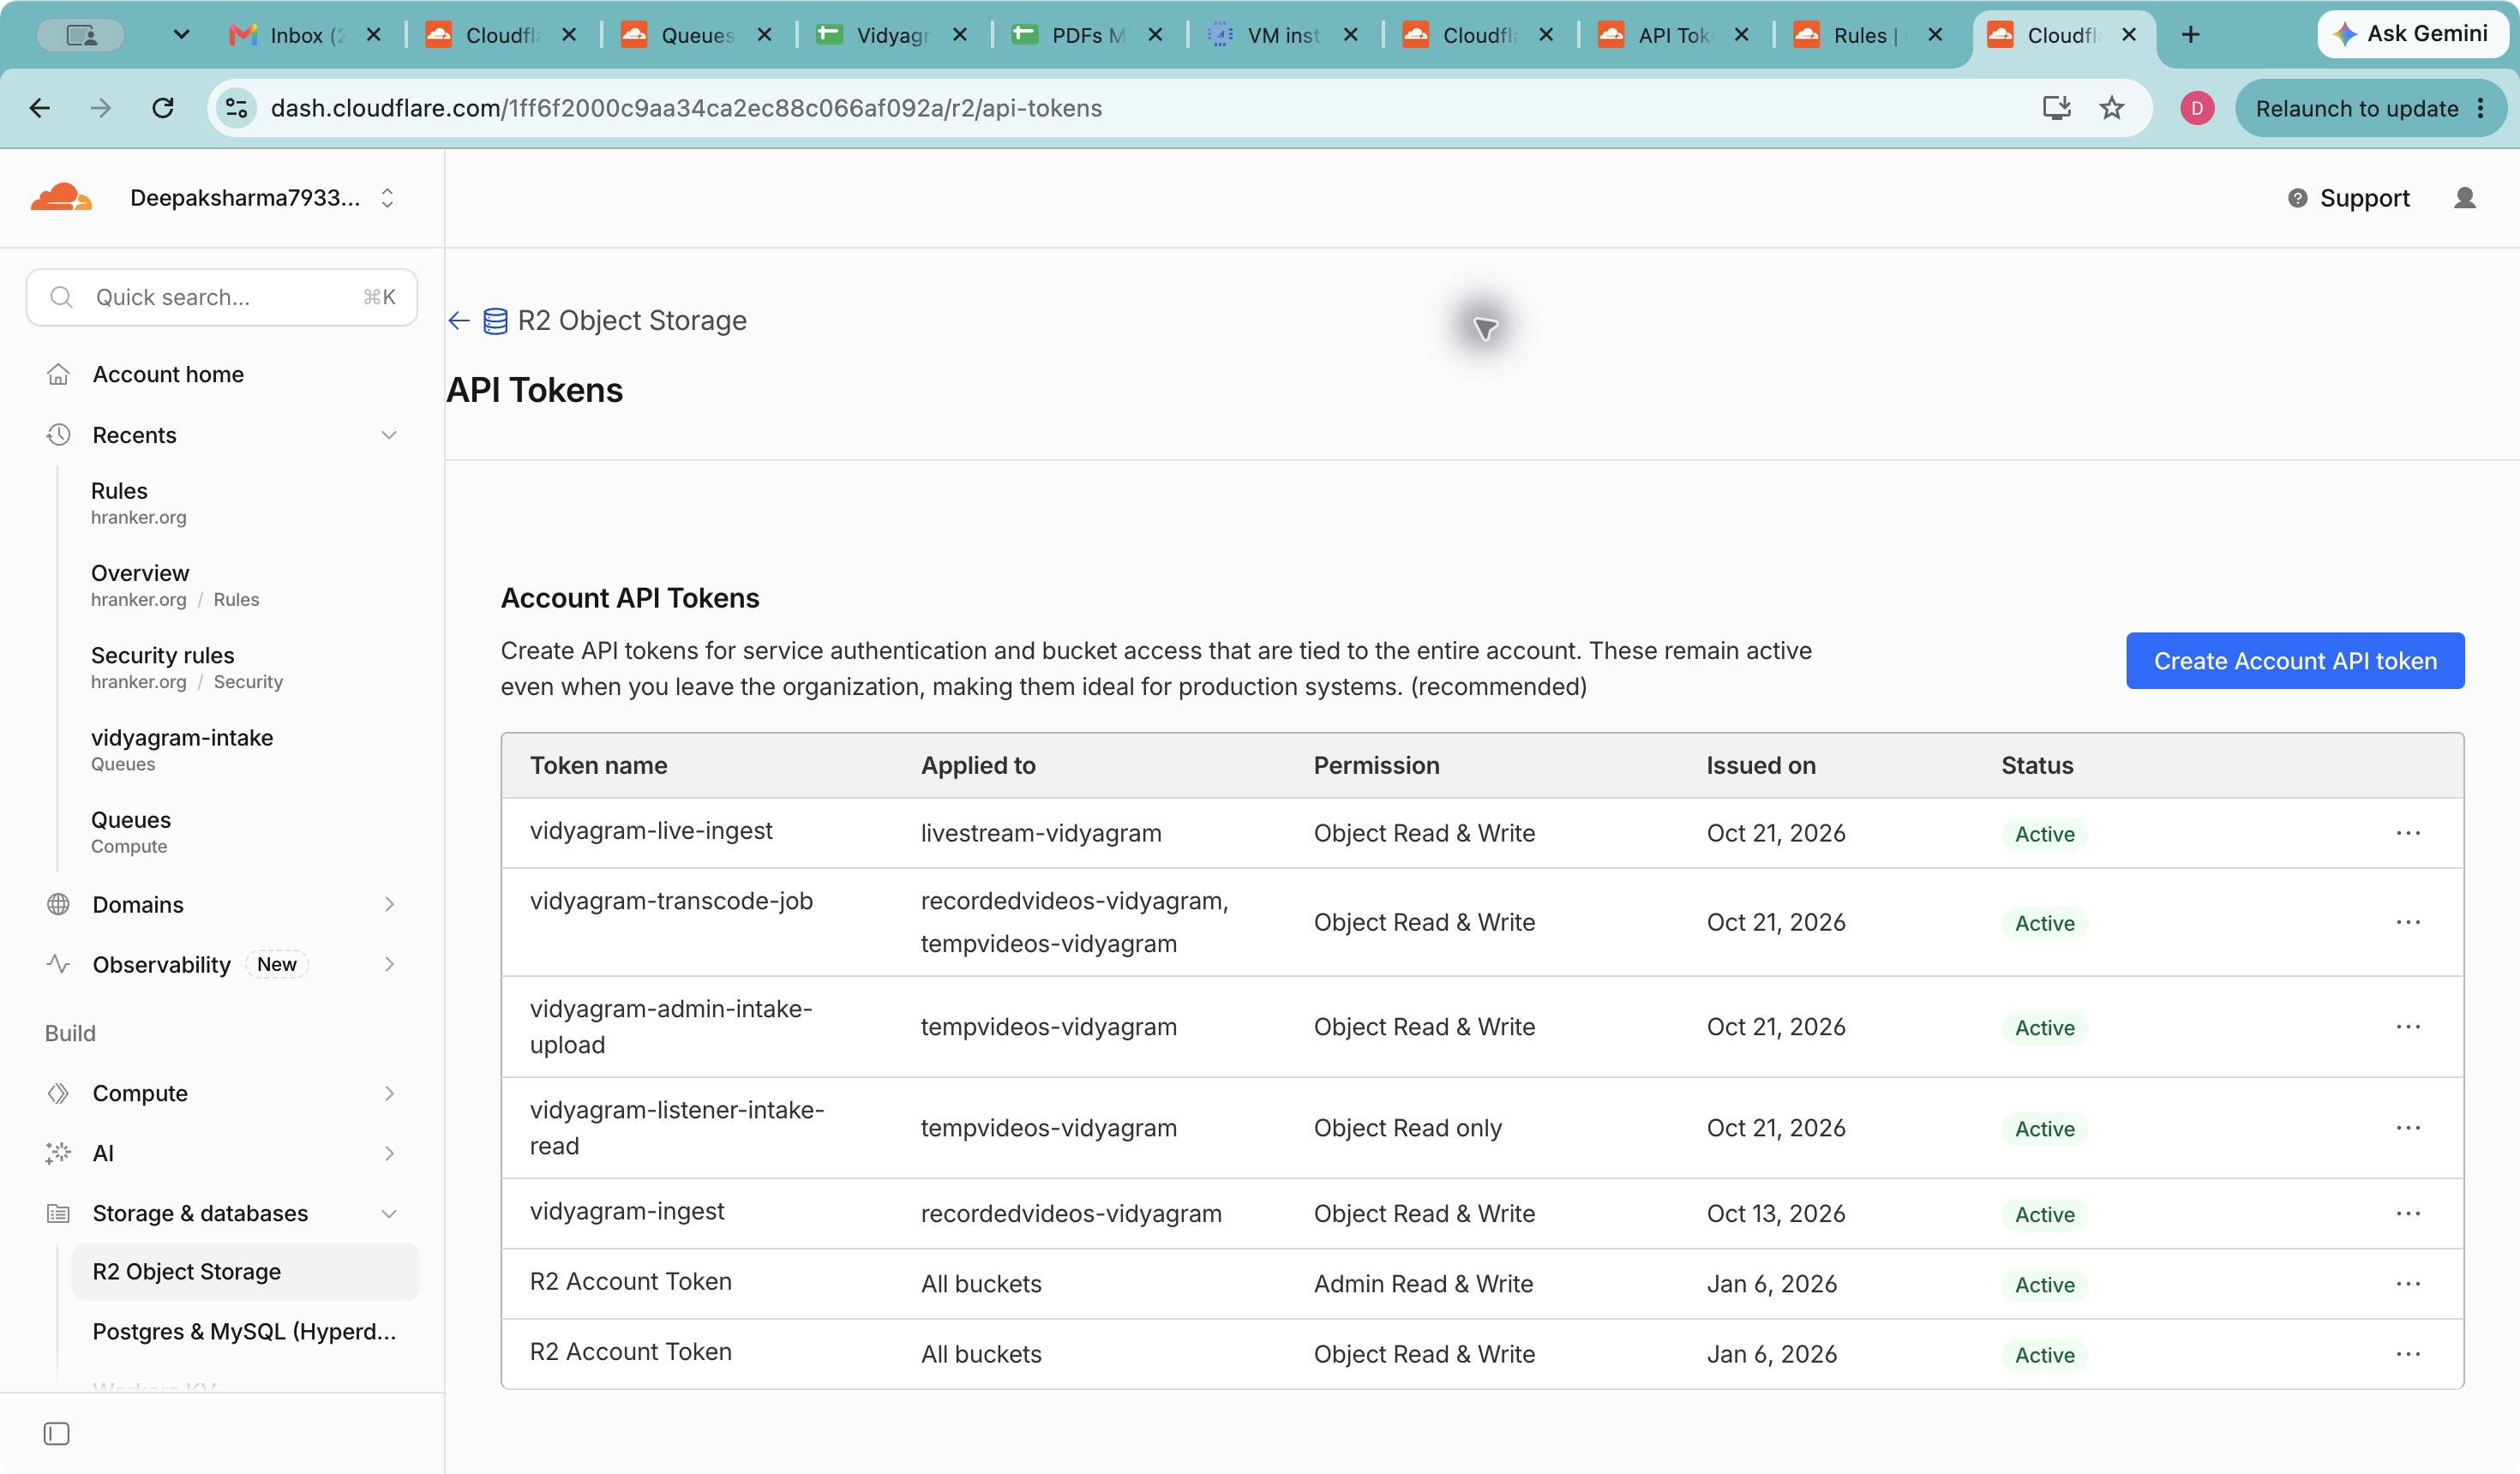 Inbox (2
Cloudfl
Queues
Vidyagr
PDFs M
VM inst
Cloudfl
API Tok
Rules |
Cloudfl
Ask Gemini
dash.cloudflare.com/1ff6f2000c9aa34ca2ec88c066af092a/r2/api-tokens
D
Relaunch to update
Deepaksharma7933...
Support
Quick search... ⌘K
Account home
Recents
Rules
hranker.org
Overview
hranker.org / Rules
Security rules
hranker.org / Security
vidyagram-intake
Queues
Queues
Compute
Domains
Observability New
Build
Compute
AI
Storage & databases
R2 Object Storage
Postgres & MySQL (Hyperd...
Workers KV
R2 Object Storage
API Tokens
Account API Tokens
Create API tokens for service authentication and bucket access that are tied to the entire account. These remain active
even when you leave the organization, making them ideal for production systems. (recommended)
Create Account API token
Token name Applied to Permission Issued on Status
vidyagram-live-ingest livestream-vidyagram Object Read & Write Oct 21, 2026 Active
vidyagram-transcode-job recordedvideos-vidyagram,
tempvideos-vidyagram Object Read & Write Oct 21, 2026 Active
vidyagram-admin-intake-
upload tempvideos-vidyagram Object Read & Write Oct 21, 2026 Active
vidyagram-listener-intake-
read tempvideos-vidyagram Object Read only Oct 21, 2026 Active
vidyagram-ingest recordedvideos-vidyagram Object Read & Write Oct 13, 2026 Active
R2 Account Token All buckets Admin Read & Write Jan 6, 2026 Active
R2 Account Token All buckets Object Read & Write Jan 6, 2026 Active